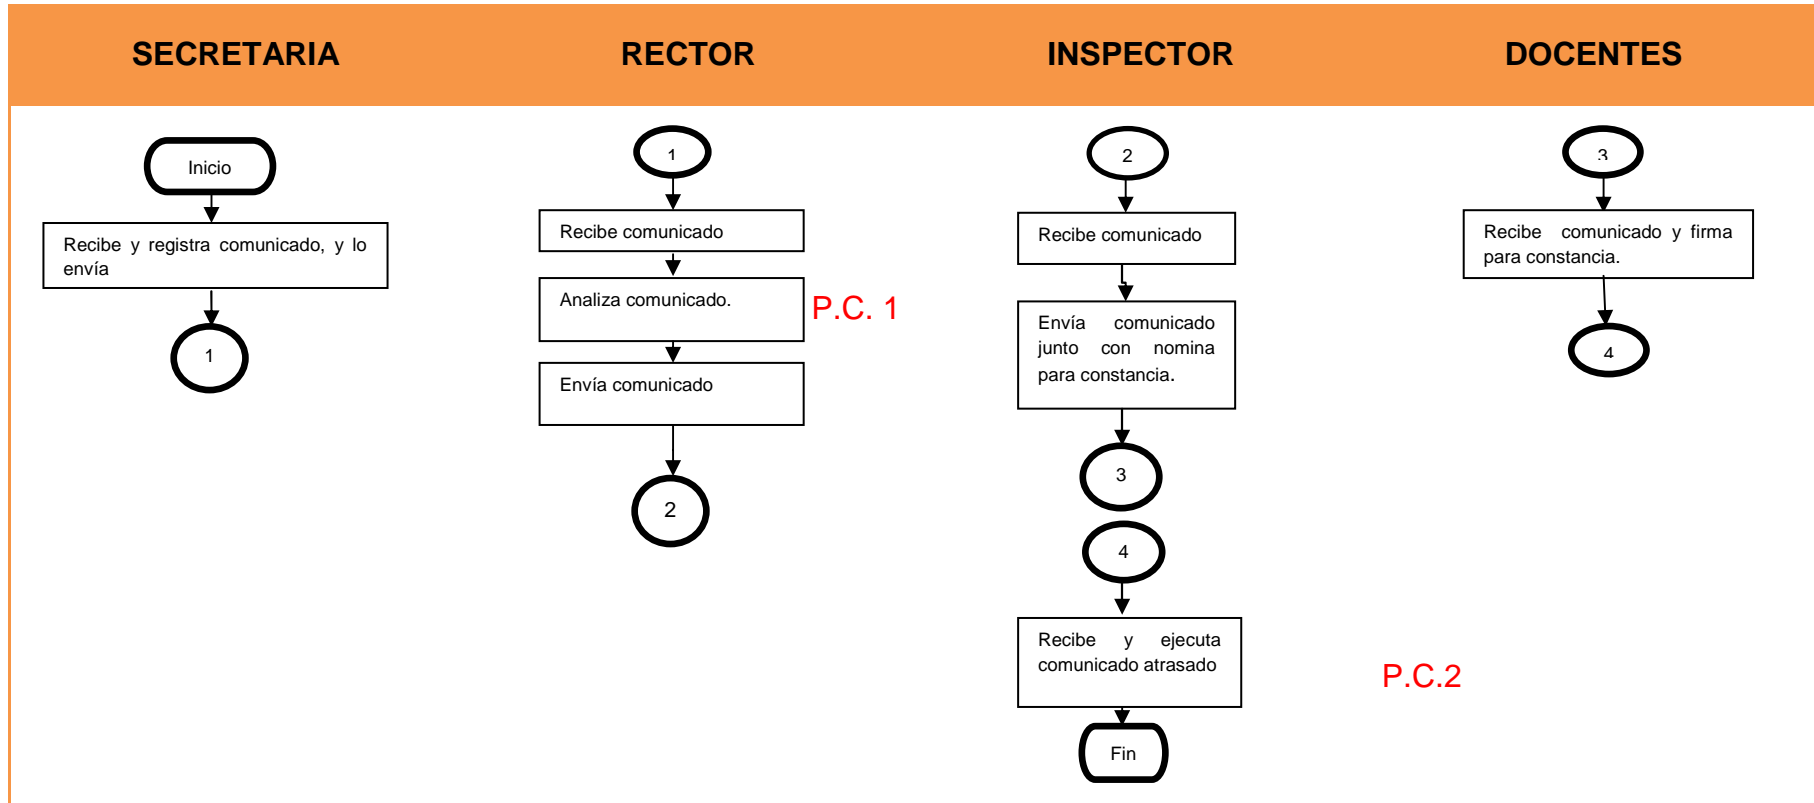 SECRETARIA
RECTOR
INSPECTOR
DOCENTES
Inicio
Recibe y registra comunicado, y lo
envía
1
1
Recibe comunicado
Analiza comunicado.
P.C. 1
Envía comunicado
2
2
Recibe comunicado
Envía comunicado
junto con nomina
para constancia.
3
4
Recibe y ejecuta
comunicado atrasado
P.C.2
Fin
3
Recibe comunicado y firma
para constancia.
4